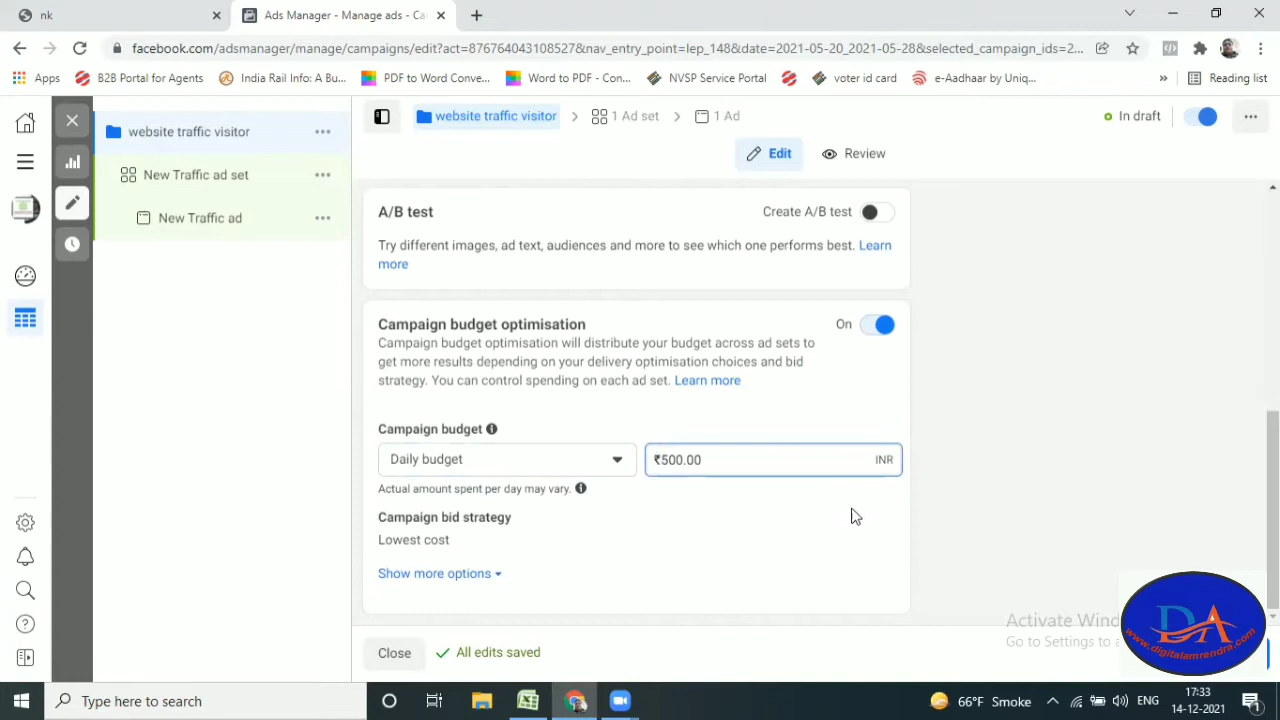 nk
Ads Manager - Manage ads - Ca
facebook.com/adsmanager/manage/campaigns/edit?act=8767640431085​27&nav_entry_point=lep_148&date=2021-05-20_2021-05-28&selected_campaign_ids=2...
Apps
B2B Portal for Agents
India Rail Info: A Bu...
PDF to Word Conve...
Word to PDF - Con...
NVSP Service Portal
voter id card
e-Aadhaar by Uniq...
»
Reading list
website traffic visitor
New Traffic ad set
New Traffic ad
website traffic visitor > 1 Ad set > 1 Ad
In draft
Edit
Review
A/B test
Create A/B test
Try different images, ad text, audiences and more to see which one performs best. Learn
more
Campaign budget optimisation
On
Campaign budget optimisation will distribute your budget across ad sets to
get more results depending on your delivery optimisation choices and bid
strategy. You can control spending on each ad set. Learn more
Campaign budget
Daily budget
₹500.00
INR
Actual amount spent per day may vary.
Campaign bid strategy
Lowest cost
Show more options
Close
All edits saved
Activate Wind
Go to Settings to a
DA
www.digitalamrendra.com
Type here to search
66°F Smoke
ENG
17:33
14-12-2021
1